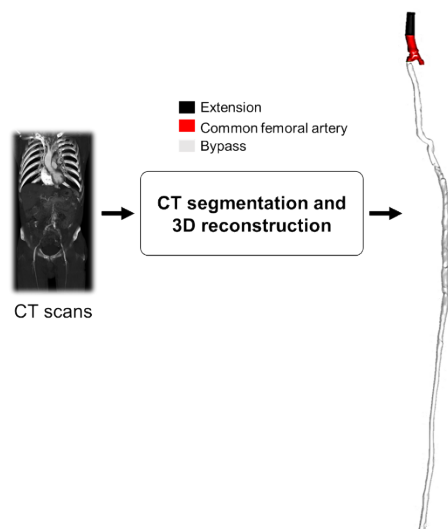 Extension
Common femoral artery
Bypass
CT segmentation and
3D reconstruction
CT scans